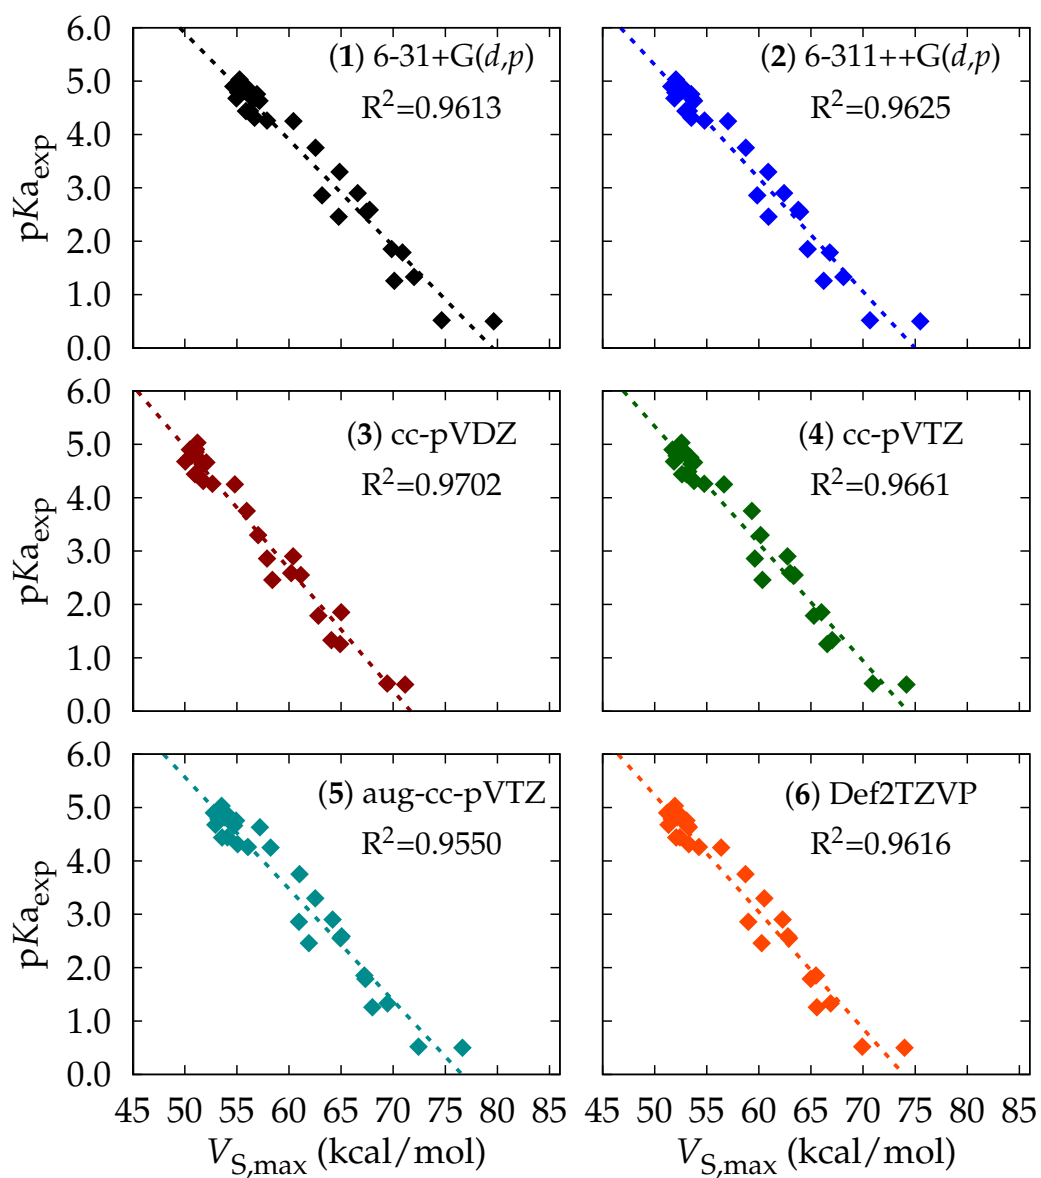 6.0
5.0
4.0
3.0
2.0
1.0
0.0
pKa_exp
(1) 6-31+G(d,p)
R²=0.9613
(2) 6-311++G(d,p)
R²=0.9625
6.0
5.0
4.0
3.0
2.0
1.0
0.0
pKa_exp
(3) cc-pVDZ
R²=0.9702
(4) cc-pVTZ
R²=0.9661
6.0
5.0
4.0
3.0
2.0
1.0
0.0
pKa_exp
(5) aug-cc-pVTZ
R²=0.9550
(6) Def2TZVP
R²=0.9616
45 50 55 60 65 70 75 80 85
V_S,max (kcal/mol)
45 50 55 60 65 70 75 80 85
V_S,max (kcal/mol)